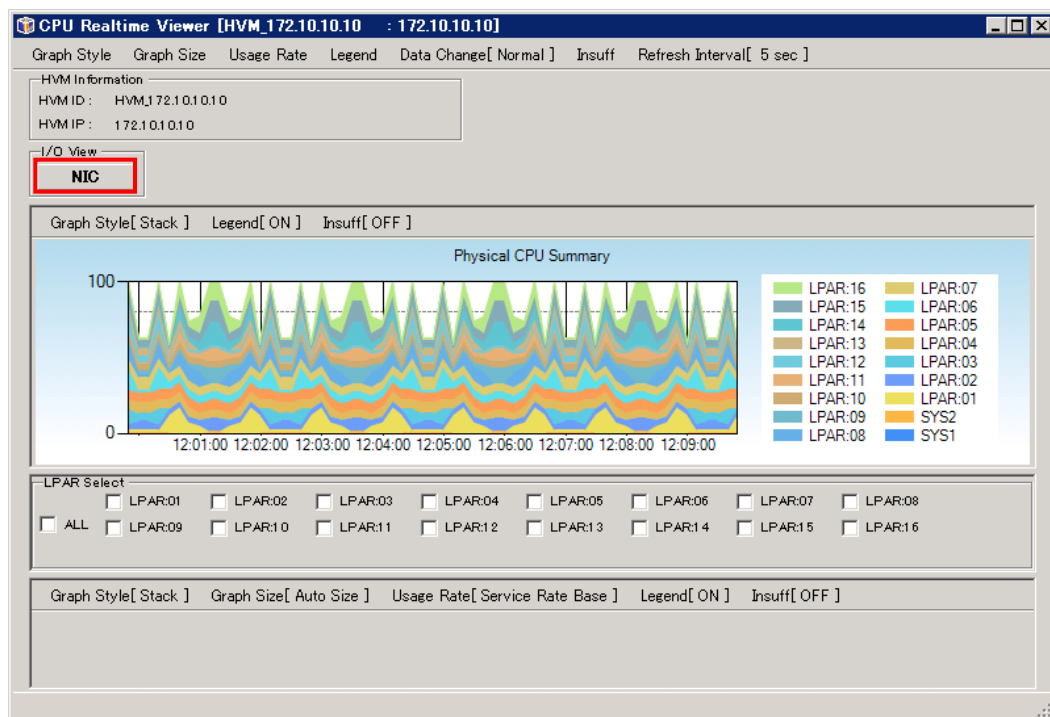 CPU Realtime Viewer [HVM_172.10.10.10 : 172.10.10.10]
Graph Style Graph Size Usage Rate Legend Data Change[ Normal ] Insuff Refresh Interval[ 5 sec ]
HVM Information
HVM ID : HVM_172.10.10.10
HVM IP : 172.10.10.10
I/O View
NIC
Graph Style[ Stack ] Legend[ ON ] Insuff[ OFF ]
Physical CPU Summary
100
0
12:01:00 12:02:00 12:03:00 12:04:00 12:05:00 12:06:00 12:07:00 12:08:00 12:09:00
LPAR:16 LPAR:07
LPAR:15 LPAR:06
LPAR:14 LPAR:05
LPAR:13 LPAR:04
LPAR:12 LPAR:03
LPAR:11 LPAR:02
LPAR:10 LPAR:01
LPAR:09 SYS2
LPAR:08 SYS1
LPAR Select
LPAR:01 LPAR:02 LPAR:03 LPAR:04 LPAR:05 LPAR:06 LPAR:07 LPAR:08
ALL LPAR:09 LPAR:10 LPAR:11 LPAR:12 LPAR:13 LPAR:14 LPAR:15 LPAR:16
Graph Style[ Stack ] Graph Size[ Auto Size ] Usage Rate[ Service Rate Base ] Legend[ ON ] Insuff[ OFF ]